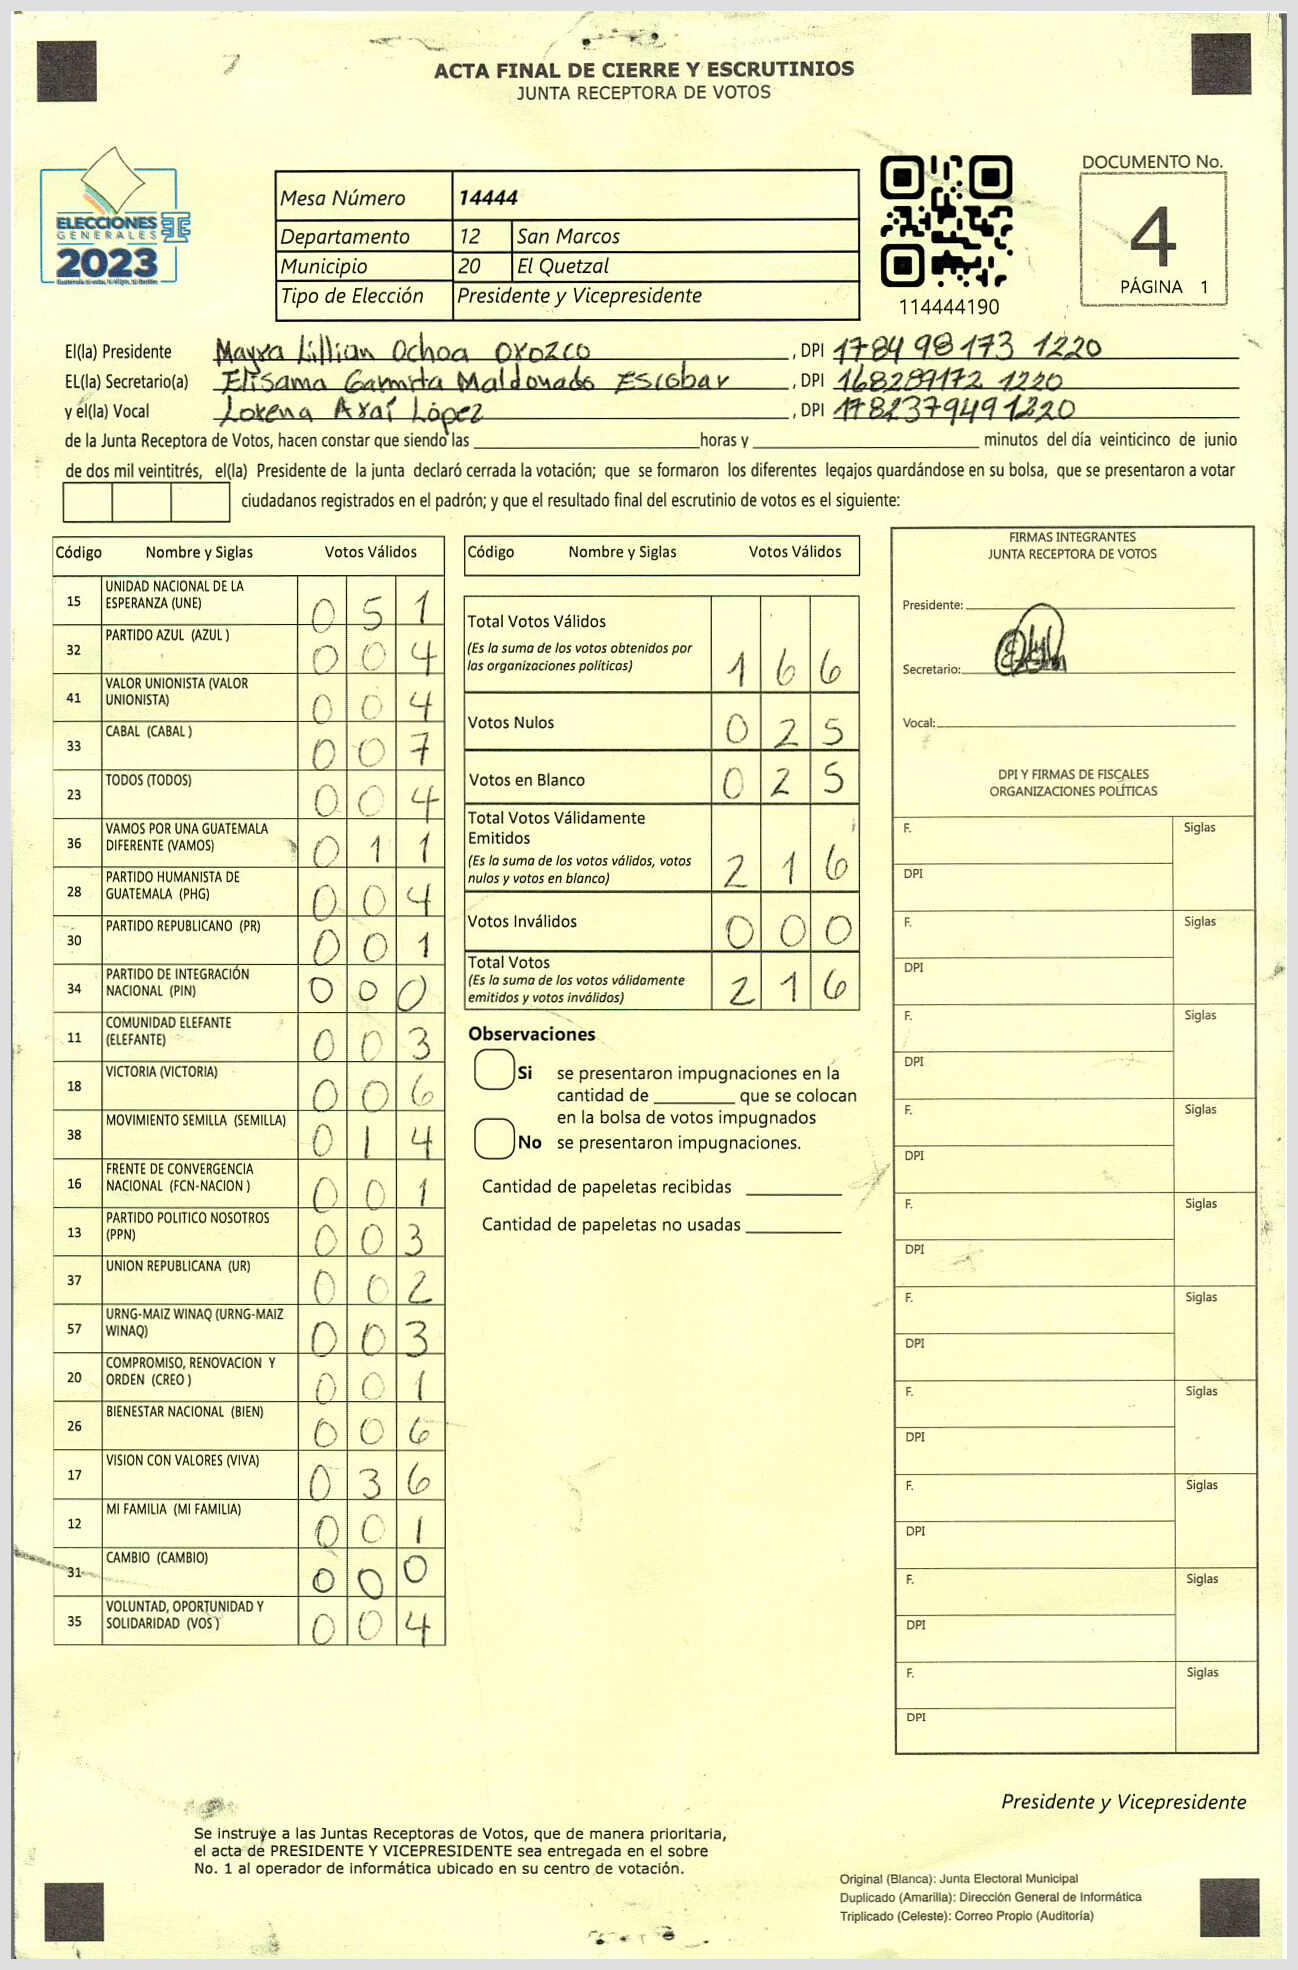 ACTA FINAL DE CIERRE Y ESCRUTINIOS
JUNTA RECEPTORA DE VOTOS
ELECCIONES
GENERALES
2023
Mesa Número 14444
Departamento 12 San Marcos
Municipio 20 El Quetzal
Tipo de Elección Presidente y Vicepresidente
114444190
DOCUMENTO No.
4
PÁGINA 1
El(la) Presidente Mayra Lillian Ochoa Orozco, DPI 1784 98173 1220
EL(la) Secretario(a) Elisama Garmita Maldonado Escobar, DPI 168289172 1220
y el(la) Vocal Lorena Araí López, DPI 1782379491220
de la Junta Receptora de Votos, hacen constar que siendo las ____ horas y ____ minutos del día veinticinco de junio
de dos mil veintitrés, el(la) Presidente de la junta declaró cerrada la votación; que se formaron los diferentes legajos quardándose en su bolsa, que se presentaron a votar
ciudadanos registrados en el padrón; y que el resultado final del escrutinio de votos es el siguiente:
Código Nombre y Siglas Votos Válidos
15 UNIDAD NACIONAL DE LA
ESPERANZA (UNE) 0 5 1
32 PARTIDO AZUL (AZUL ) 0 0 4
41 VALOR UNIONISTA (VALOR
UNIONISTA) 0 0 4
33 CABAL (CABAL ) 0 0 7
23 TODOS (TODOS) 0 0 4
36 VAMOS POR UNA GUATEMALA
DIFERENTE (VAMOS) 0 1 1
28 PARTIDO HUMANISTA DE
GUATEMALA (PHG) 0 0 4
30 PARTIDO REPUBLICANO (PR) 0 0 1
34 PARTIDO DE INTEGRACIÓN
NACIONAL (PIN) 0 0 0
11 COMUNIDAD ELEFANTE
(ELEFANTE) 0 0 3
18 VICTORIA (VICTORIA) 0 0 6
38 MOVIMIENTO SEMILLA (SEMILLA) 0 1 4
16 FRENTE DE CONVERGENCIA
NACIONAL (FCN-NACION ) 0 0 1
13 PARTIDO POLITICO NOSOTROS
(PPN) 0 0 3
37 UNION REPUBLICANA (UR) 0 0 2
57 URNG-MAIZ WINAQ (URNG-MAIZ
WINAQ) 0 0 3
20 COMPROMISO, RENOVACION Y
ORDEN (CREO ) 0 0 1
26 BIENESTAR NACIONAL (BIEN) 0 0 6
17 VISION CON VALORES (VIVA) 0 3 6
12 MI FAMILIA (MI FAMILIA) 0 0 1
31 CAMBIO (CAMBIO) 0 0 0
35 VOLUNTAD, OPORTUNIDAD Y
SOLIDARIDAD (VOS ) 0 0 4
Código Nombre y Siglas Votos Válidos
Total Votos Válidos
(Es la suma de los votos obtenidos por
las organizaciones políticas) 1 6 6
Votos Nulos 0 2 5
Votos en Blanco 0 2 5
Total Votos Válidamente
Emitidos
(Es la suma de los votos válidos, votos
nulos y votos en blanco) 2 1 6
Votos Inválidos 0 0 0
Total Votos
(Es la suma de los votos válidamente
emitidos y votos inválidos) 2 1 6
Observaciones
Si se presentaron impugnaciones en la
cantidad de ____ que se colocan
en la bolsa de votos impugnados
No se presentaron impugnaciones.
Cantidad de papeletas recibidas ____
Cantidad de papeletas no usadas ____
FIRMAS INTEGRANTES
JUNTA RECEPTORA DE VOTOS
Presidente:
Secretario:
Vocal:
DPI Y FIRMAS DE FISCALES
ORGANIZACIONES POLÍTICAS
F. Siglas
DPI
F. Siglas
DPI
F. Siglas
DPI
F. Siglas
DPI
F. Siglas
DPI
F. Siglas
DPI
F. Siglas
DPI
F. Siglas
DPI
F. Siglas
DPI
F. Siglas
DPI
Presidente y Vicepresidente
Se instruye a las Juntas Receptoras de Votos, que de manera prioritaria,
el acta de PRESIDENTE Y VICEPRESIDENTE sea entregada en el sobre
No. 1 al operador de informática ubicado en su centro de votación.
Original (Blanca): Junta Electoral Municipal
Duplicado (Amarilla): Dirección General de Informática
Triplicado (Celeste): Correo Propio (Auditoría)